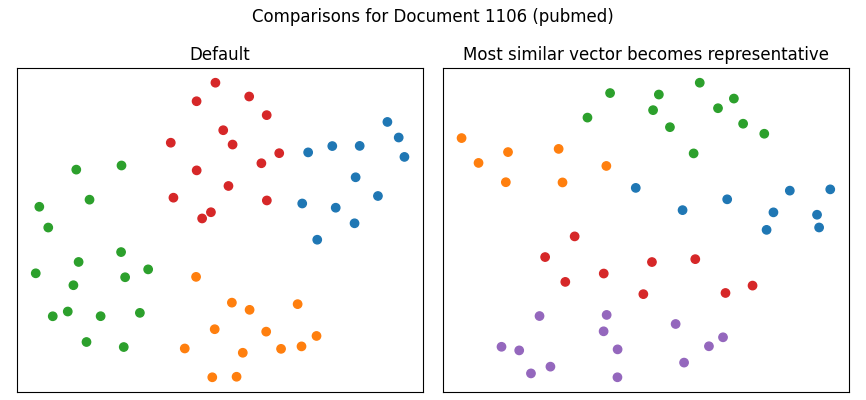 Comparisons for Document 1106 (pubmed)
Default
Most similar vector becomes representative